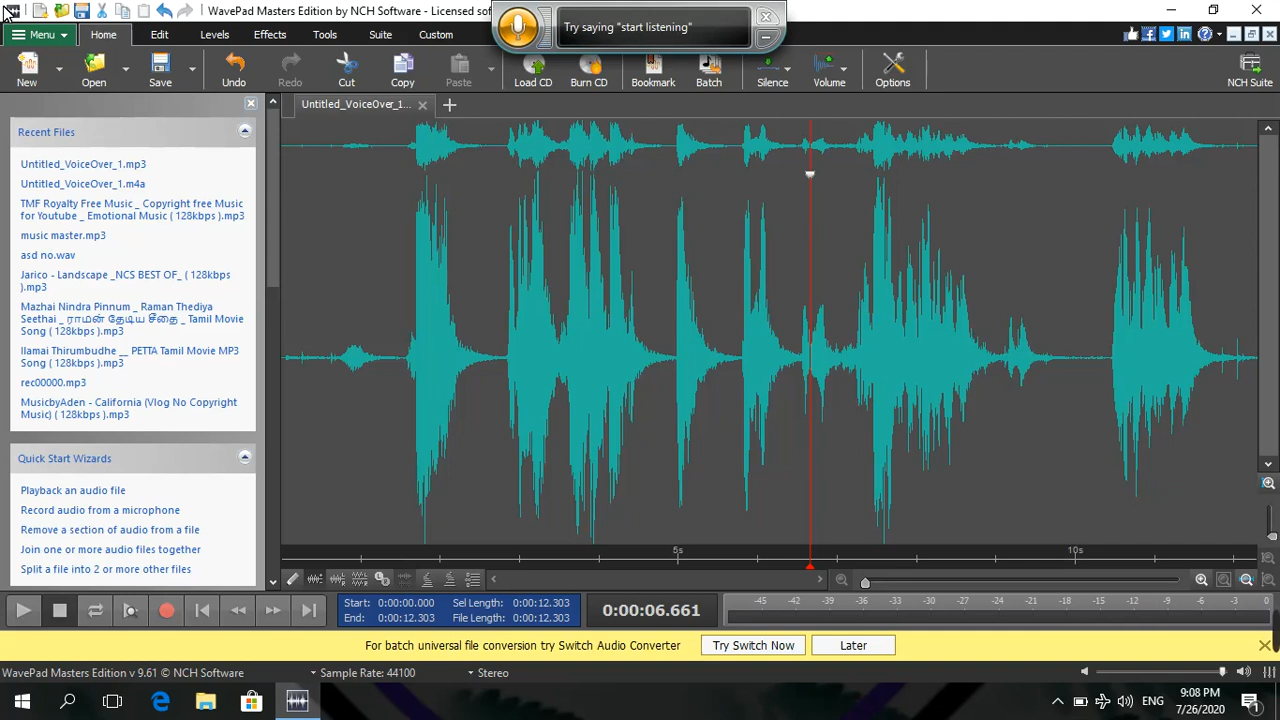 WavePad Masters Edition by NCH Software - Licensed sof
Try saying "start listening"
Menu Home Edit Levels Effects Tools Suite Custom
New Open Save Undo Redo Cut Copy Paste Load CD Burn CD Bookmark Batch Silence Volume Options NCH Suite
Untitled_VoiceOver_1...
Recent Files
Untitled_VoiceOver_1.mp3
Untitled_VoiceOver_1.m4a
TMF Royalty Free Music _ Copyright free Music
for Youtube _ Emotional Music ( 128kbps ).mp3
music master.mp3
asd no.wav
Jarico - Landscape _NCS BEST OF_ ( 128kbps
).mp3
Mazhai Nindra Pinnum _ Raman Thediya
Seethai _ ராமன் தேடிய சீதை _ Tamil Movie
Song ( 128kbps ).mp3
Ilamai Thirumbudhe __ PETTA Tamil Movie MP3
Song ( 128kbps ).mp3
rec00000.mp3
MusicbyAden - California (Vlog No Copyright
Music) ( 128kbps ).mp3
Quick Start Wizards
Playback an audio file
Record audio from a microphone
Remove a section of audio from a file
Join one or more audio files together
Split a file into 2 or more other files
5s 10s
Start: 0:00:00.000 Sel Length: 0:00:12.303
End: 0:00:12.303 File Length: 0:00:12.303
0:00:06.661
-45 -42 -39 -36 -33 -30 -27 -24 -21 -18 -15 -12 -9 -6 -3 0
For batch universal file conversion try Switch Audio Converter Try Switch Now Later
WavePad Masters Edition v 9.61 © NCH Software Sample Rate: 44100 Stereo
ENG
9:08 PM
7/26/2020
1